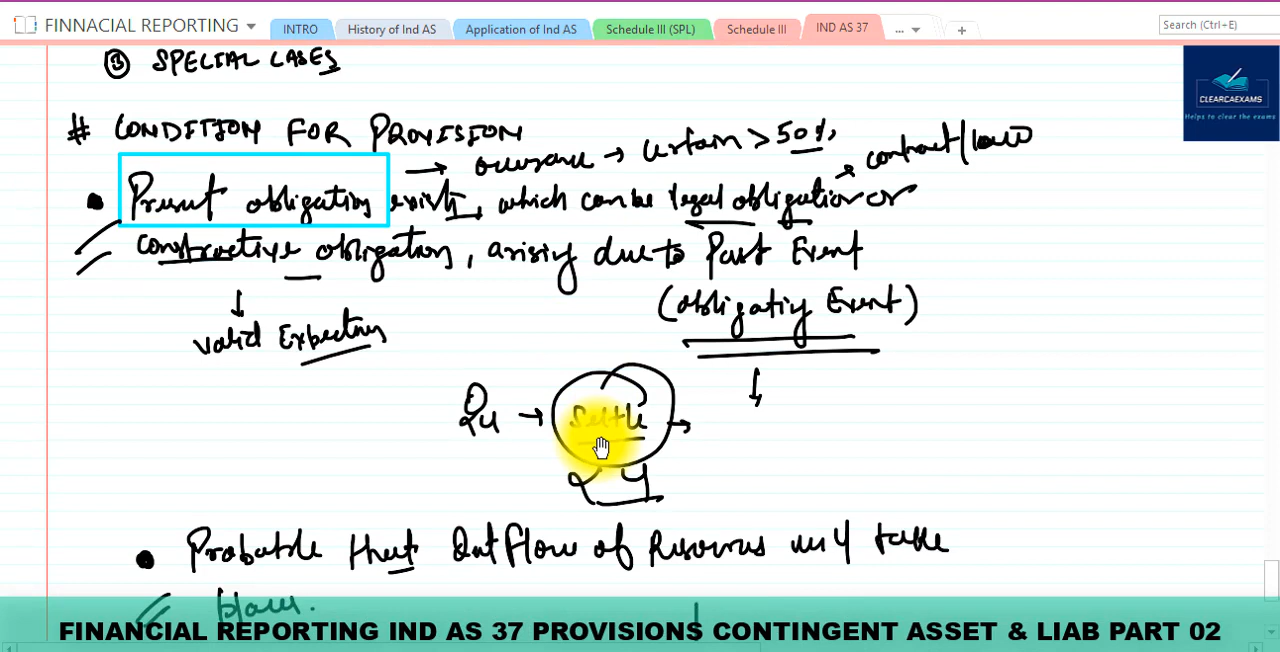 FINNACIAL REPORTING
INTRO
History of Ind AS
Application of Ind AS
Schedule III (SPL)
Schedule III
IND AS 37
...
Search (Ctrl+E)
③ SPECIAL CASES
CLEARCAEXAMS
Helps to clear the exams
# CONDITION FOR PROVISION
→ → certain > 50%
→ contract/law
• Present obligation exists, which can be legal obligation or
constructive obligation, arising due to Past Event
(obligating Event)
↓
valid
→ Settle →
• Probable that Outflow of Resources will take
place.
FINANCIAL REPORTING IND AS 37 PROVISIONS CONTINGENT ASSET & LIAB PART 02